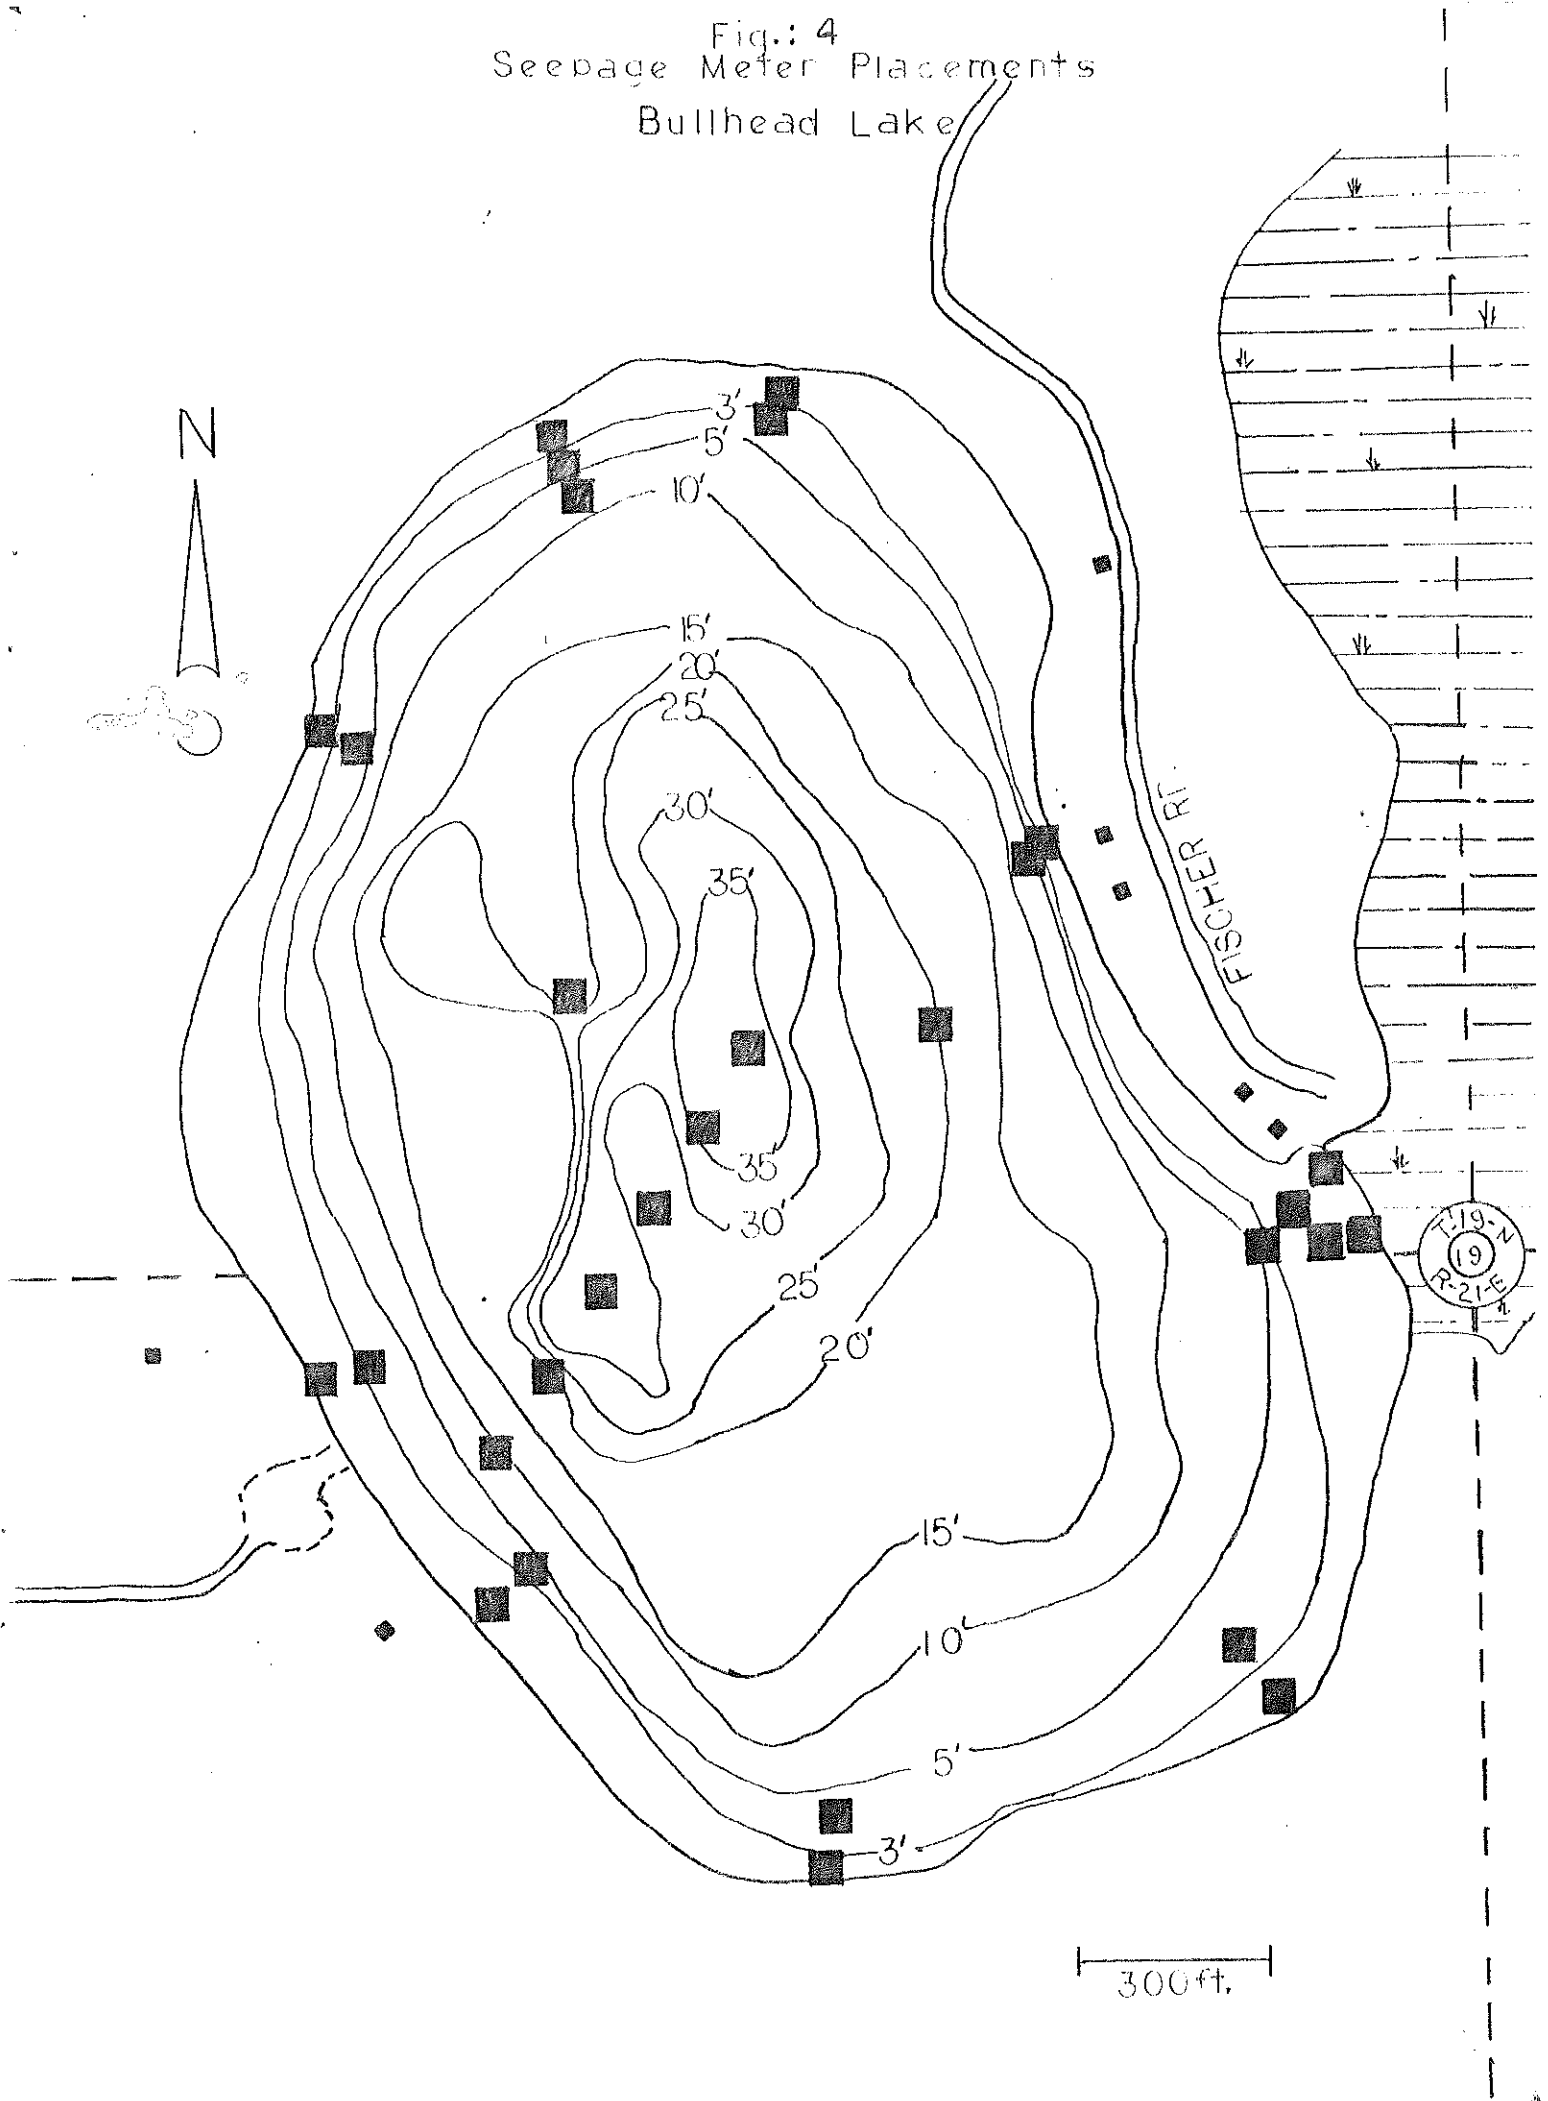 Fig.: 4
Seepage Meter Placements
Bullhead Lake
N
3'
5'
10'
15'
20'
25'
30'
35'
FISCHER RT.
35'
30'
25'
20'
T-19-N
19
R-21-E
15'
10'
5'
3'
300 ft.